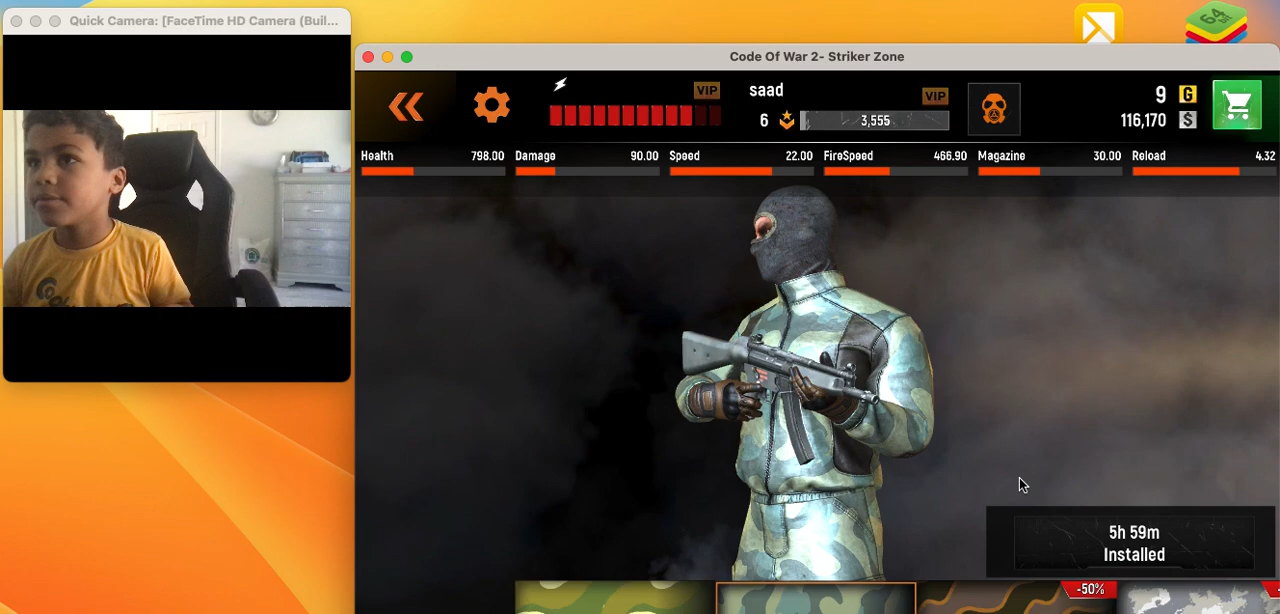 Quick Camera: [FaceTime HD Camera (Buil...
64
BIT
Code Of War 2- Striker Zone
VIP
saad
VIP
6
3,555
9 G
116,170 $
Health 798.00
Damage 90.00
Speed 22.00
FireSpeed 466.90
Magazine 30.00
Reload 4.32
5h 59m
Installed
-50%